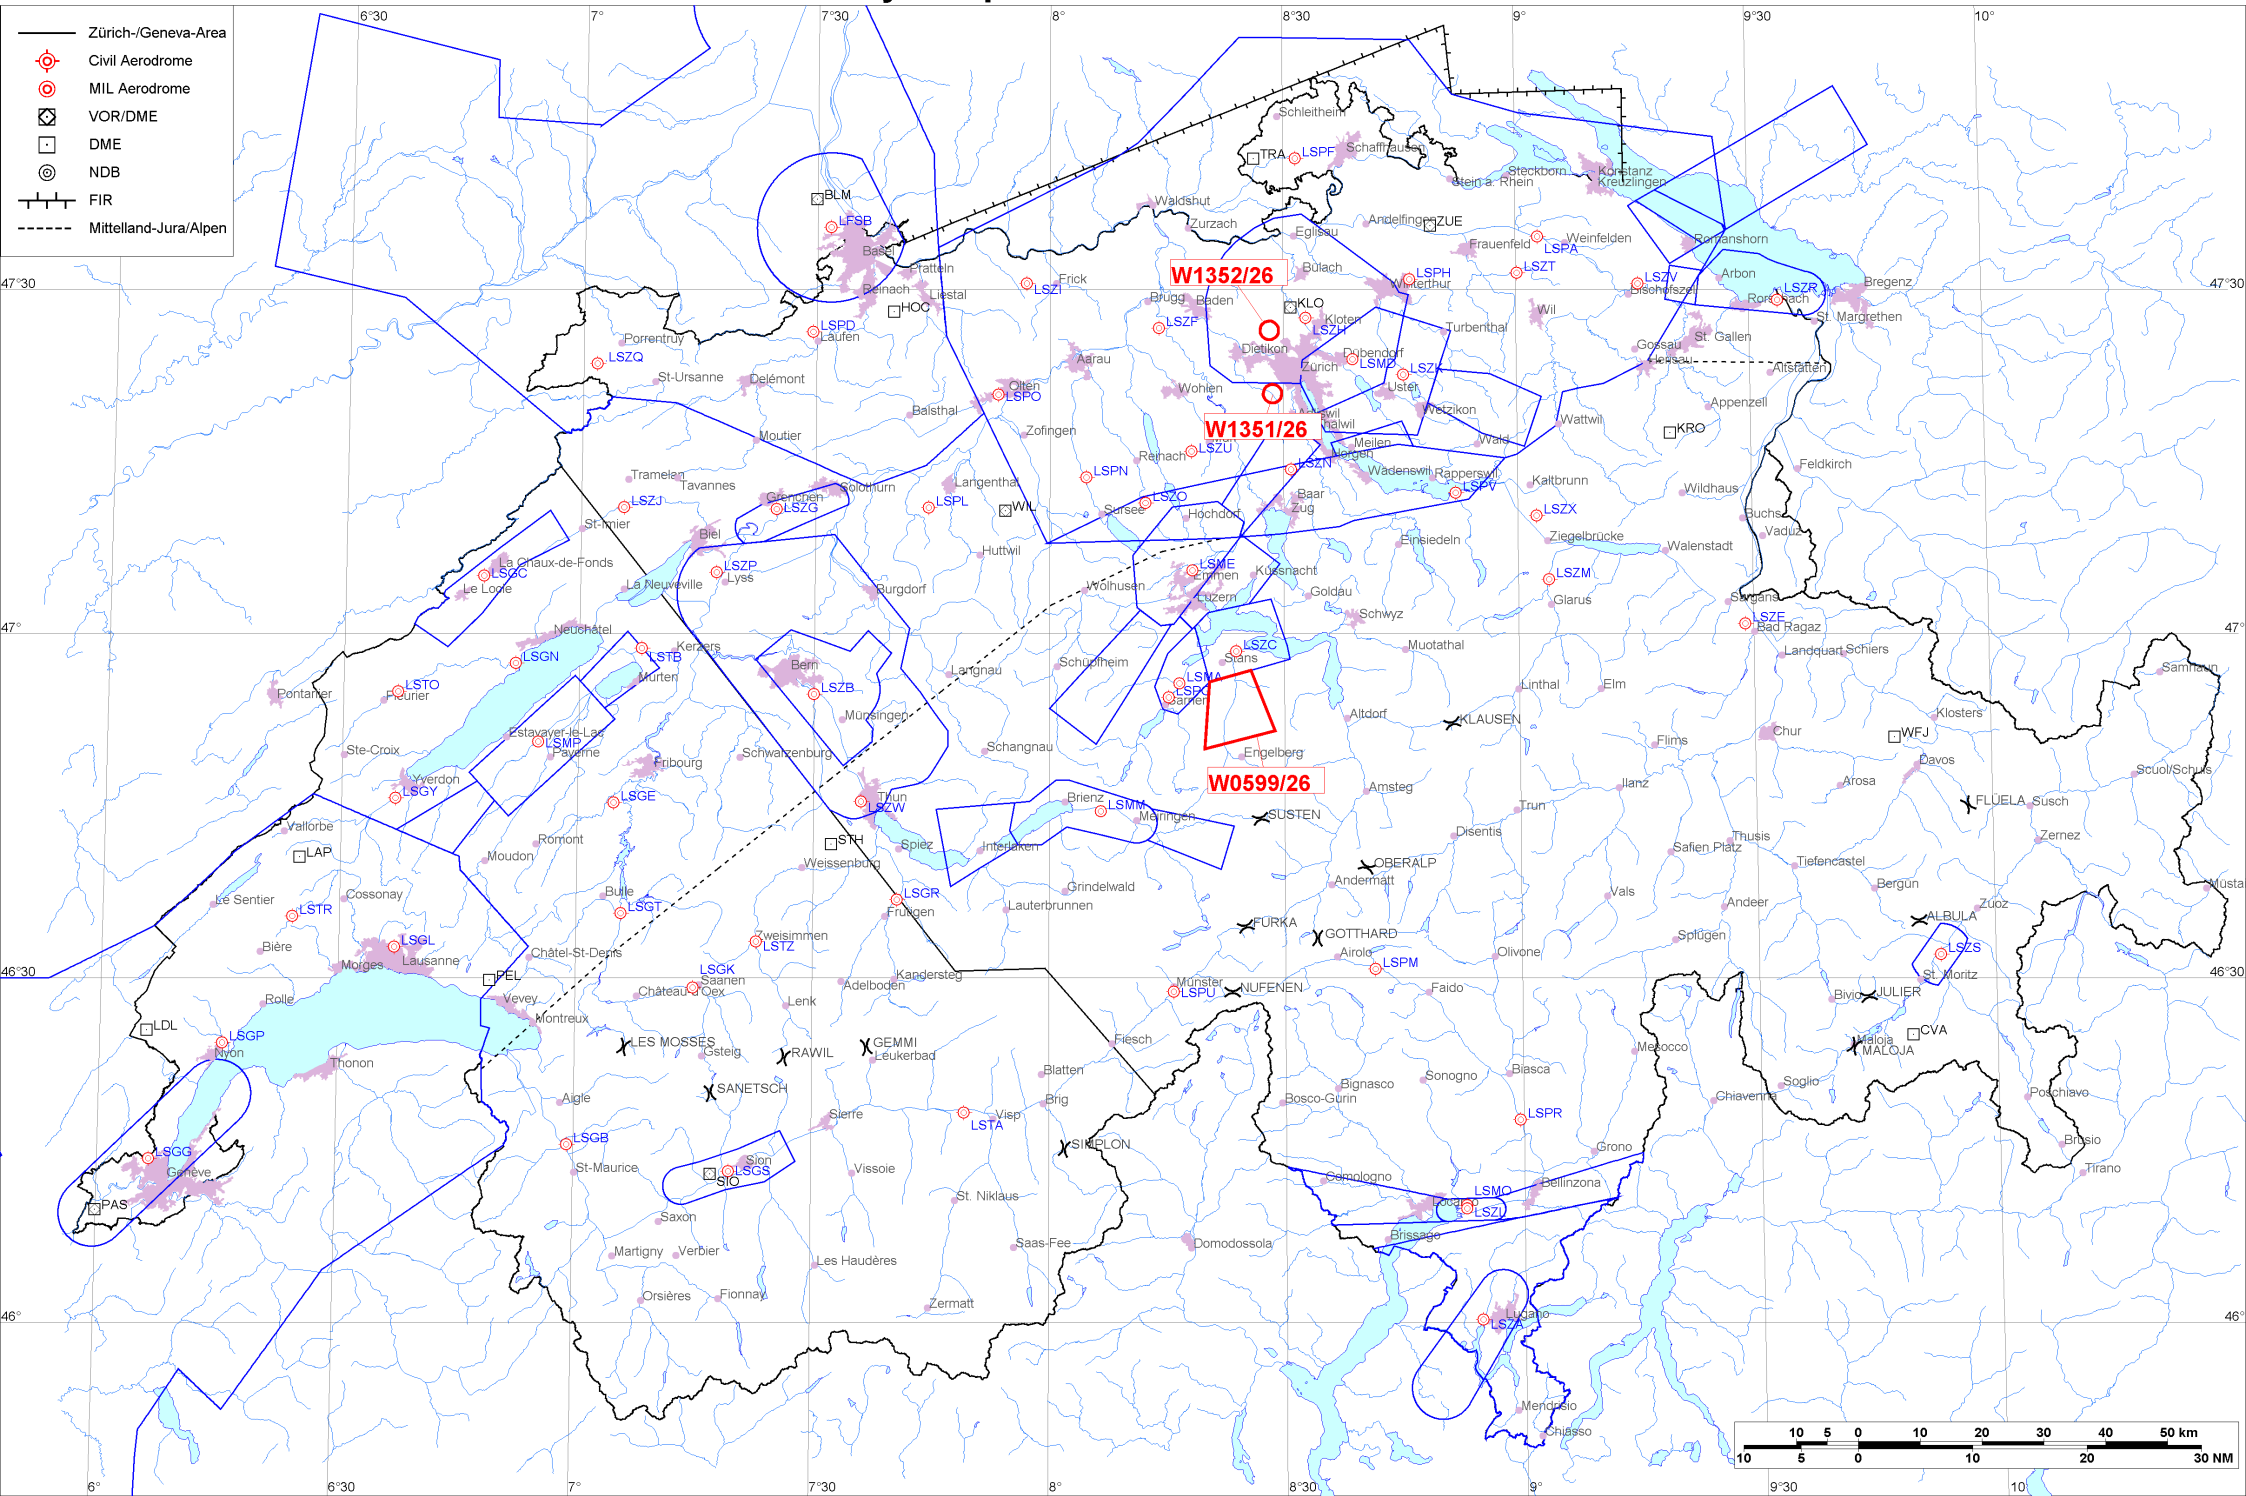 6°30
7°
7°30
8°
8°30
9°
9°30
10°
Zürich-/Geneva-Area
Civil Aerodrome
MIL Aerodrome
VOR/DME
DME
NDB
FIR
Mittelland-Jura/Alpen
Schleitheim
TRA
LSPF
Schaffhausen
Steckborn
Konstanz
Kreuzlingen
Stein a. Rhein
BLM
LFSB
Basel
Waldshut
Zurzach
Eglisau
Andelfingen
ZUE
Frauenfeld
LSPA
Weinfelden
Romanshorn
Pratteln
Reinach
Liestal
HOC
LSZI
Frick
W1352/26
Bülach
LSPH
Winterthur
LSZT
LSZV
Bischofszell
Arbon
LSZR
Rorschach
Bregenz
47°30
47°30
St. Margrethen
Brugg
Baden
KLO
Kloten
LSZH
LSZF
Turbenthal
Wil
St. Gallen
Gossau
Herisau
Altstätten
LSPD
Laufen
Porrentruy
LSZQ
St-Ursanne
Delémont
Aarau
Dietikon
Zürich
Dübendorf
LSMD
LSZK
Uster
Wetzikon
Olten
LSPO
Balsthal
Wohlen
Zofingen
W1351/26
Appenzell
Wattwil
KRO
Moutier
Meilen
Wald
Horgen
Wädenswil
Rapperswil
LSPV
LSZU
Reinach
LSZN
LSPN
Tramelan
Tavannes
Feldkirch
Kaltbrunn
Wildhaus
Grenchen
Solothurn
LSZG
LSZJ
St-Imier
LSPL
Langenthal
WIL
Sursee
LSZO
Hochdorf
Baar
Zug
LSZX
Buchs
Vaduz
Ziegelbrücke
Walenstadt
Einsiedeln
Biel
LSZP
Lyss
Huttwil
La Chaux-de-Fonds
LSGC
Le Locle
La Neuveville
Burgdorf
Wolhusen
LSME
Emmen
Küssnacht
Luzern
Goldau
Schwyz
LSZM
Glarus
Sargans
LSZE
Bad Ragaz
47°
47°
Neuchâtel
LSGN
LSTB
Kerzers
Murten
Bern
LSZB
Langnau
Schüpfheim
LSZC
Stans
LSMA
LSPG
Sarnen
Muotathal
Landquart
Schiers
Samnaun
Pontarlier
LSTO
Fleurier
Münsingen
Linthal
Elm
Altdorf
KLAUSEN
Klosters
WFJ
Davos
Chur
Flims
Ste-Croix
Estavayer-le-Lac
LSMP
Payerne
Fribourg
Schwarzenburg
Schangnau
Engelberg
W0599/26
Amsteg
Ilanz
Arosa
Scuol/Schuls
Yverdon
LSGY
LSGE
Thun
LSZW
Brienz
LSMM
Meiringen
SUSTEN
Trun
FLÜELA
Susch
Zernez
Vallorbe
LAP
Romont
Moudon
STH
Spiez
Weissenburg
Interlaken
Disentis
Thusis
Safien Platz
Tiefencastel
OBERALP
Andermatt
Grindelwald
Lauterbrunnen
Vals
Bergün
Müsta
Andeer
Zuoz
Le Sentier
Cossonay
LSTR
Bulle
LSGT
LSGR
Frutigen
FURKA
GOTTHARD
ALBULA
LSZS
St. Moritz
Bière
LSGL
Lausanne
Morges
Châtel-St-Denis
Zweisimmen
LSTZ
Airolo
LSPM
Olivone
Splügen
46°30
46°30
PEL
Vevey
Montreux
LSGK
Saanen
Château-d'Oex
Adelboden
Kandersteg
Lenk
Münster
LSPU
NUFENEN
Faido
Bivio
JULIER
CVA
Maloja
MALOJA
Rolle
LDL
LSGP
Nyon
Thonon
LES MOSSES
Gsteig
RAWIL
GEMMI
Leukerbad
Fiesch
Mesocco
SANETSCH
Blatten
Brig
Bignasco
Sonogno
Biasca
Bosco-Gurin
Soglio
Chiavenna
Poschiavo
Aigle
Sierre
LSTA
Visp
SIMPLON
LSPR
Grono
Brusio
Tirano
LSGB
St-Maurice
Sion
LSGS
SIO
Vissoie
St. Niklaus
LSGG
Genève
PAS
Comologno
Locarno
LSMO
LSZL
Bellinzona
Brissago
Saxon
Martigny
Verbier
Les Haudères
Saas-Fee
Domodossola
Orsières
Fionnay
Zermatt
46°
46°
Lugano
LSZA
Mendrisio
Chiasso
10 5 0 10 20 30 40 50 km
10 5 0 10 20 30 NM
6°
6°30
7°
7°30
8°
8°30
9°
9°30
10°